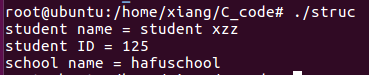 root@ubuntu:/home/xiang/C_code# ./struc
student name = student xzz
student ID = 125
school name = hafuschool